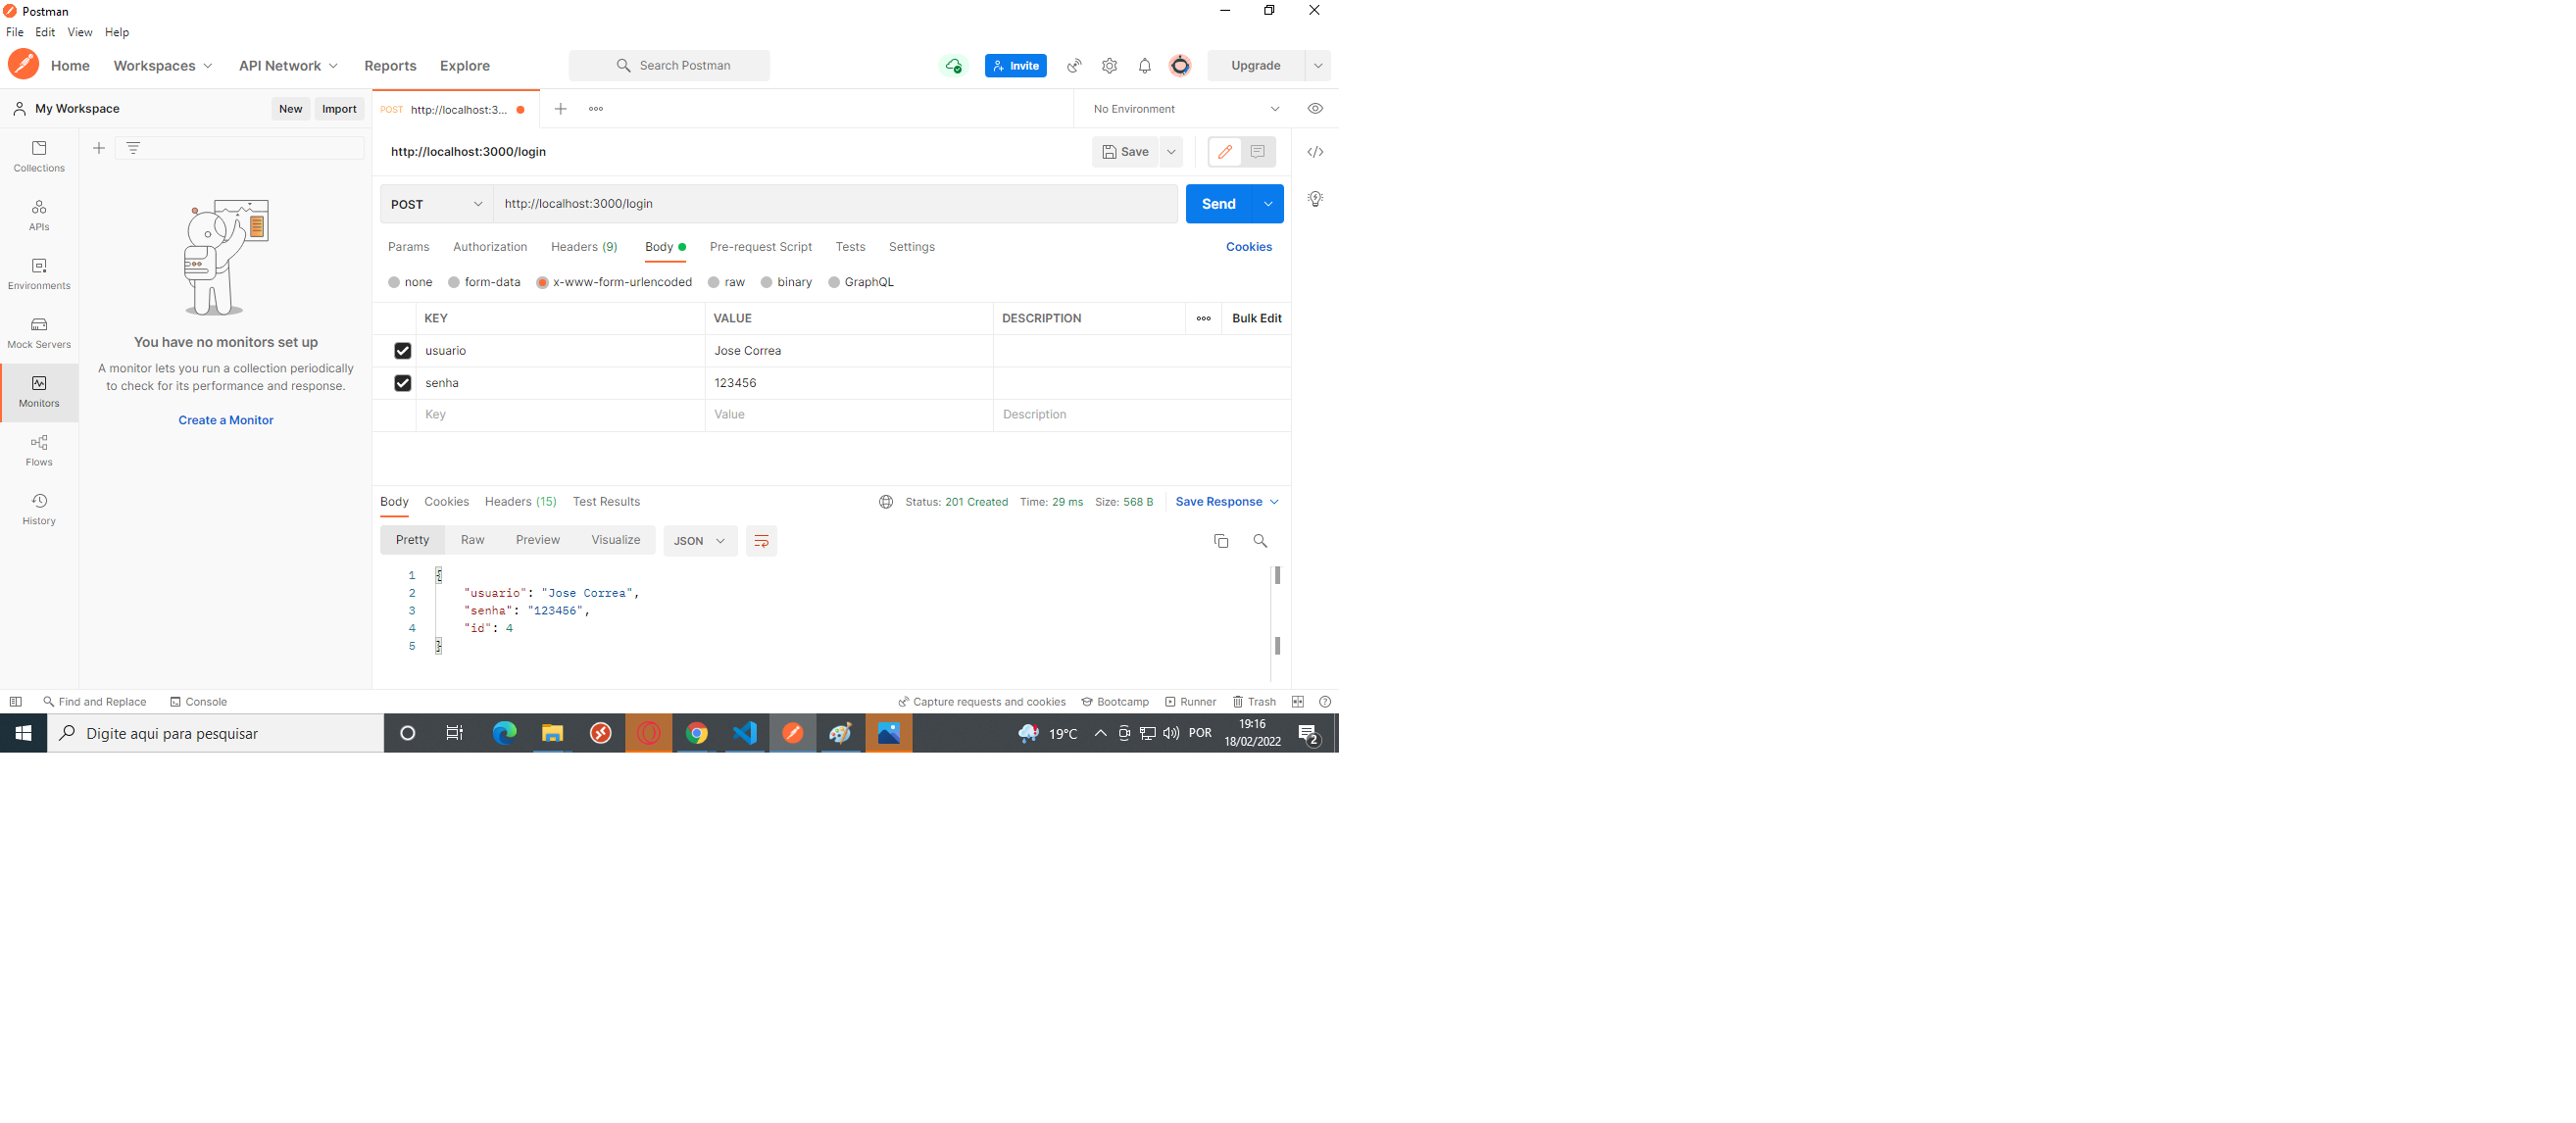 Postman
File Edit View Help
Home Workspaces API Network Reports Explore Search Postman Invite Upgrade
My Workspace New Import POST http://localhost:3... No Environment
http://localhost:3000/login Save
POST http://localhost:3000/login Send
Params Authorization Headers (9) Body Pre-request Script Tests Settings Cookies
none form-data x-www-form-urlencoded raw binary GraphQL
KEY VALUE DESCRIPTION Bulk Edit
usuario Jose Correa
senha 123456
Key Value Description
Collections
APIs
Environments
Mock Servers
Monitors
Flows
History
You have no monitors set up
A monitor lets you run a collection periodically
to check for its performance and response.
Create a Monitor
Body Cookies Headers (15) Test Results Status: 201 Created Time: 29 ms Size: 568 B Save Response
Pretty Raw Preview Visualize JSON
1 {
2 "usuario": "Jose Correa",
3 "senha": "123456",
4 "id": 4
5 }
Find and Replace Console Capture requests and cookies Bootcamp Runner Trash
Digite aqui para pesquisar 19°C POR 19:16
18/02/2022 2